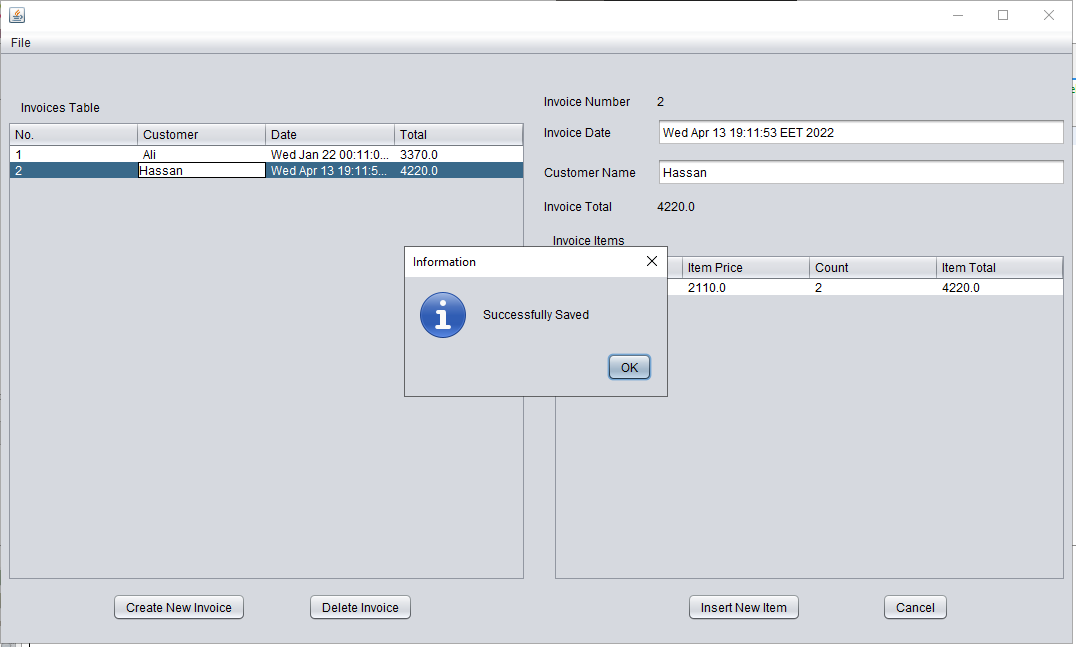 File
Invoices Table
No. Customer Date Total
1 Ali Wed Jan 22 00:11:0... 3370.0
2 Hassan Wed Apr 13 19:11:5... 4220.0
Create New Invoice Delete Invoice
Invoice Number 2
Invoice Date Wed Apr 13 19:11:53 EET 2022
Customer Name Hassan
Invoice Total 4220.0
Invoice Items
Item Price Count Item Total
2110.0 2 4220.0
Insert New Item Cancel
Information
Successfully Saved
OK